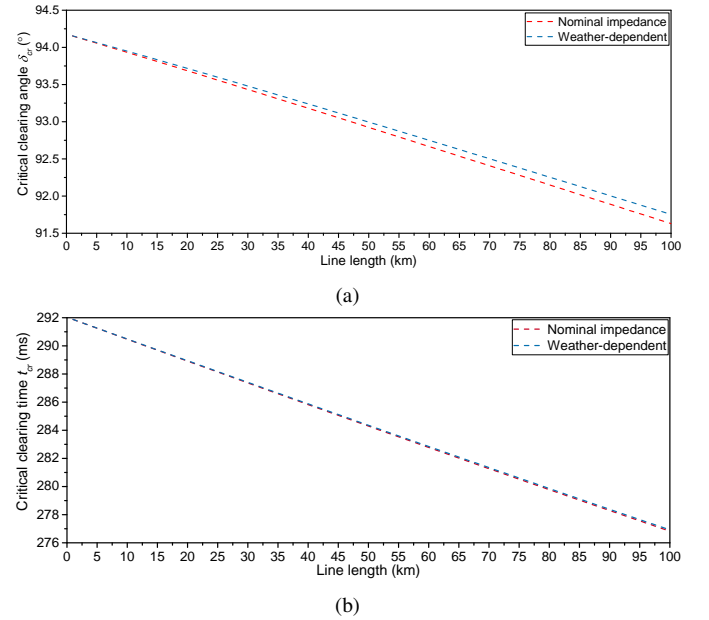 94.5
94.0
93.5
93.0
92.5
92.0
91.5
Critical clearing angle δcr (°)
Nominal impedance
Weather-dependent
0 5 10 15 20 25 30 35 40 45 50 55 60 65 70 75 80 85 90 95 100
Line length (km)
(a)
292
290
288
286
284
282
280
278
276
Critical clearing time tcr (ms)
Nominal impedance
Weather-dependent
0 5 10 15 20 25 30 35 40 45 50 55 60 65 70 75 80 85 90 95 100
Line length (km)
(b)